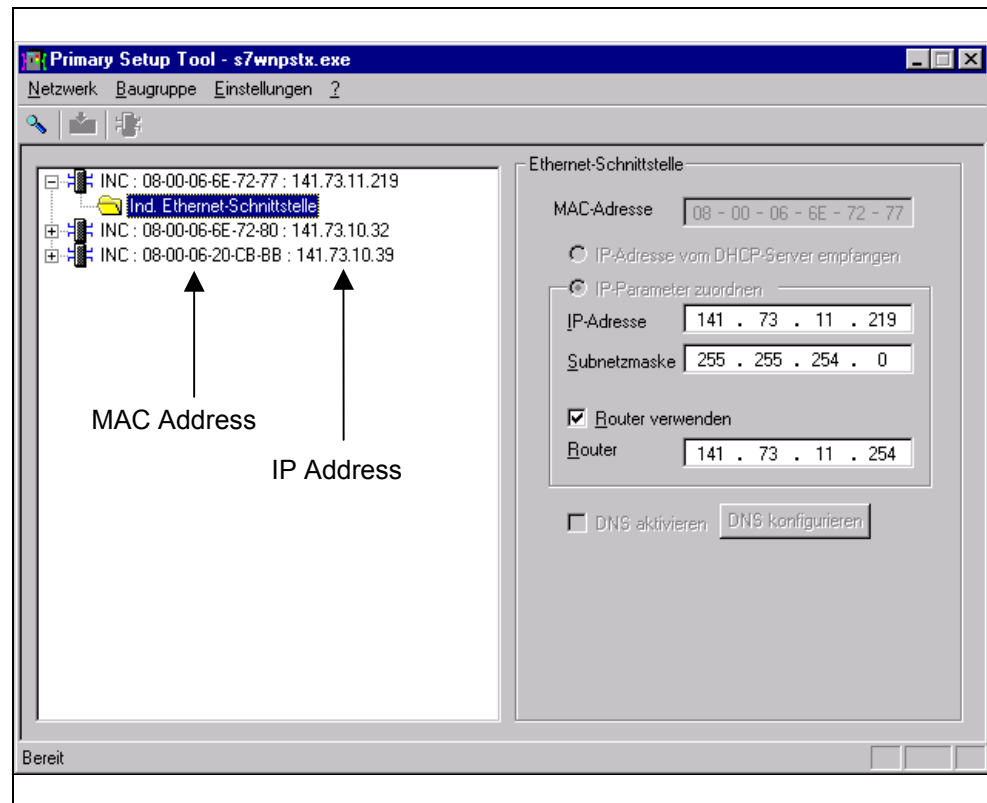 Primary Setup Tool - s7wnpstx.exe
Netzwerk Baugruppe Einstellungen ?
INC : 08-00-06-6E-72-77 : 141.73.11.219
Ind. Ethernet-Schnittstelle
INC : 08-00-06-6E-72-80 : 141.73.10.32
INC : 08-00-06-20-CB-BB : 141.73.10.39
MAC Address
IP Address
Ethernet-Schnittstelle
MAC-Adresse 08 - 00 - 06 - 6E - 72 - 77
IP-Adresse vom DHCP-Server empfangen
IP-Parameter zuordnen
IP-Adresse 141 . 73 . 11 . 219
Subnetzmaske 255 . 255 . 254 . 0
Router verwenden
Router 141 . 73 . 11 . 254
DNS aktivieren DNS konfigurieren
Bereit